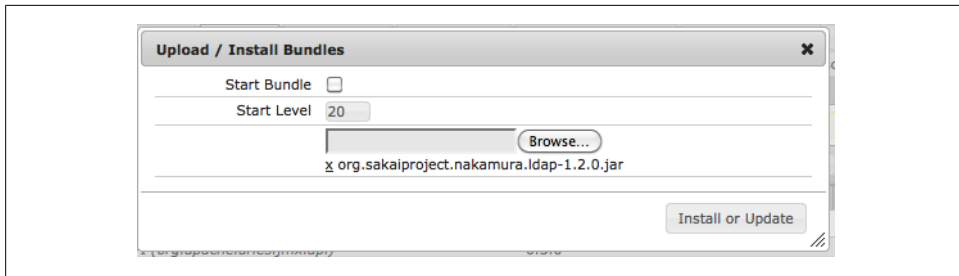 Upload / Install Bundles
Start Bundle
Start Level 20
Browse...
x org.sakaiproject.nakamura.ldap-1.2.0.jar
Install or Update